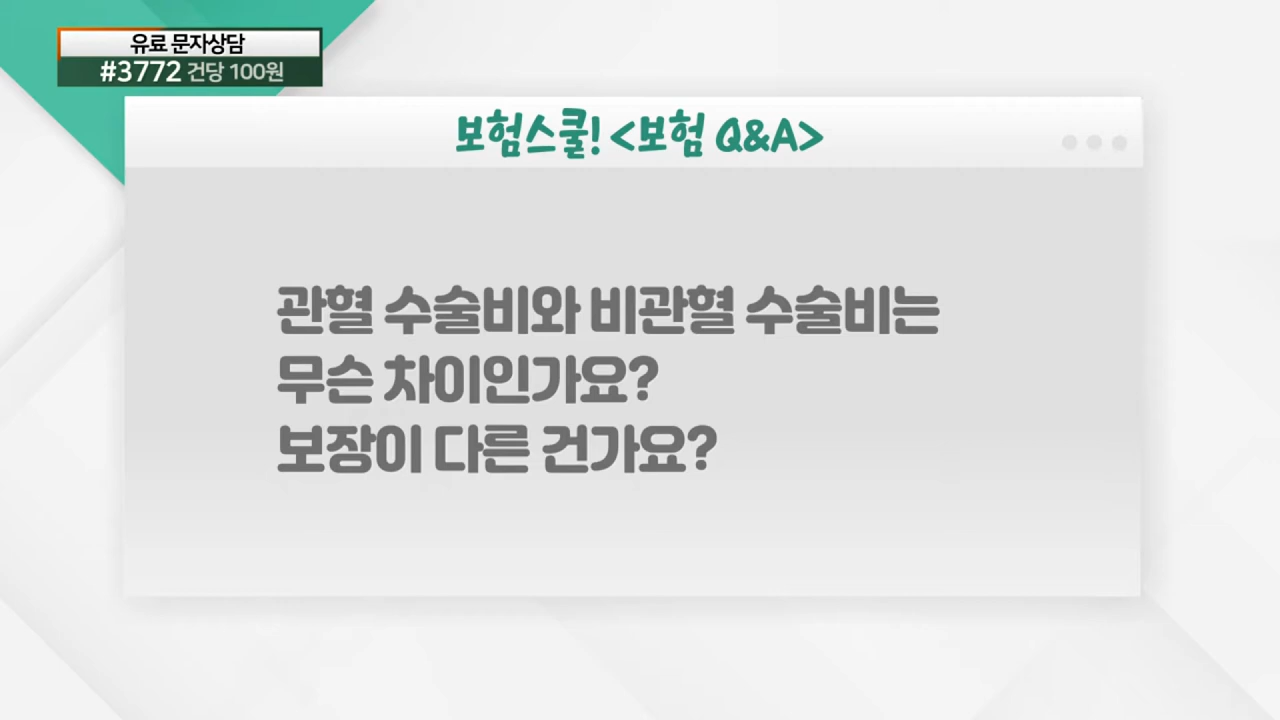 유료 문자상담
#3772 건당 100원
보험스쿨! <보험 Q&A>
관혈 수술비와 비관혈 수술비는
무슨 차이인가요?
보장이 다른 건가요?